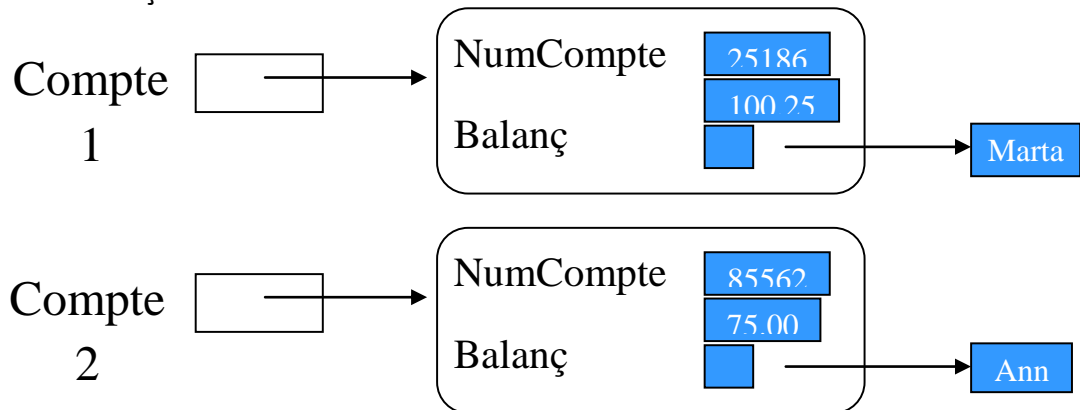 NumCompte 25186
Compte 100.25
1 Balanç Marta
NumCompte 85562
Compte 75.00
2 Balanç Ann